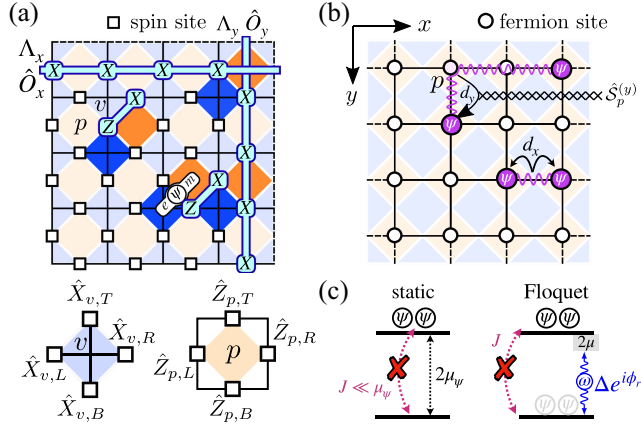 (a)
□ spin site
Λ_x
Ô_x
Λ_y Ô_y
X X X X X
v X X
p Z
X
m X X
ψ
e Z X
X
X̂_{v,T}
X̂_{v,R}
v
X̂_{v,L}
X̂_{v,B}
Ẑ_{p,T}
Ẑ_{p,R}
p
Ẑ_{p,L}
Ẑ_{p,B}
(b)
x
○ fermion site
y
p ψ
d_y
Ŝ_p^{(y)}
ψ
d_x
ψ ψ
(c)
static
Floquet
ψ ψ
ψ ψ
J
2μ
J ≪ μ_ψ
2μ_ψ
ω Δe^{iϕ_r}
ψ ψ